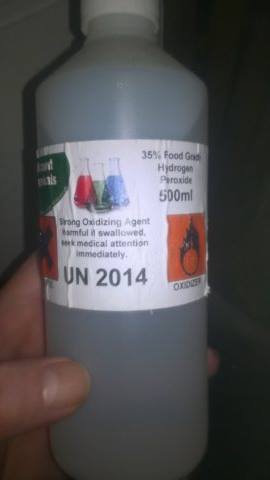 35% Food Grade
Hydrogen
Peroxide
500ml
Strong Oxidizing Agent
Harmful if swallowed,
seek medical attention
immediately.
UN 2014
OXIDIZER